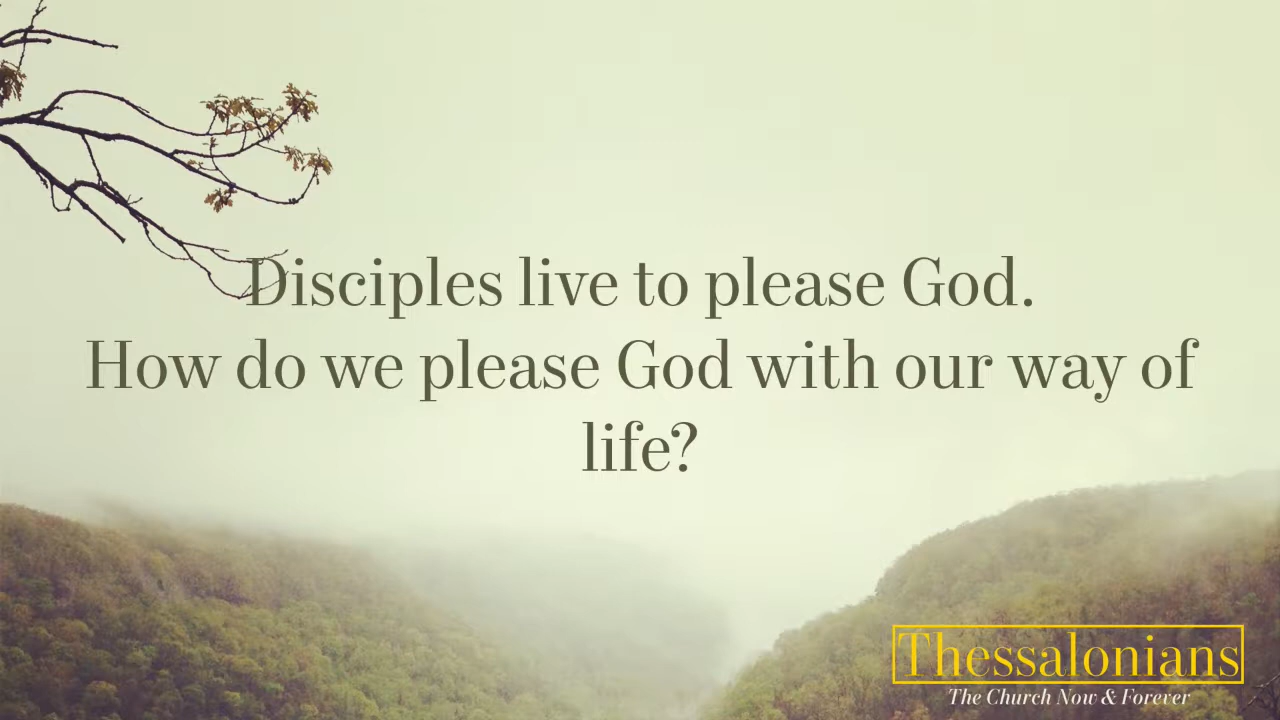 Disciples live to please God.
How do we please God with our way of
life?
Thessalonians
The Church Now & Forever